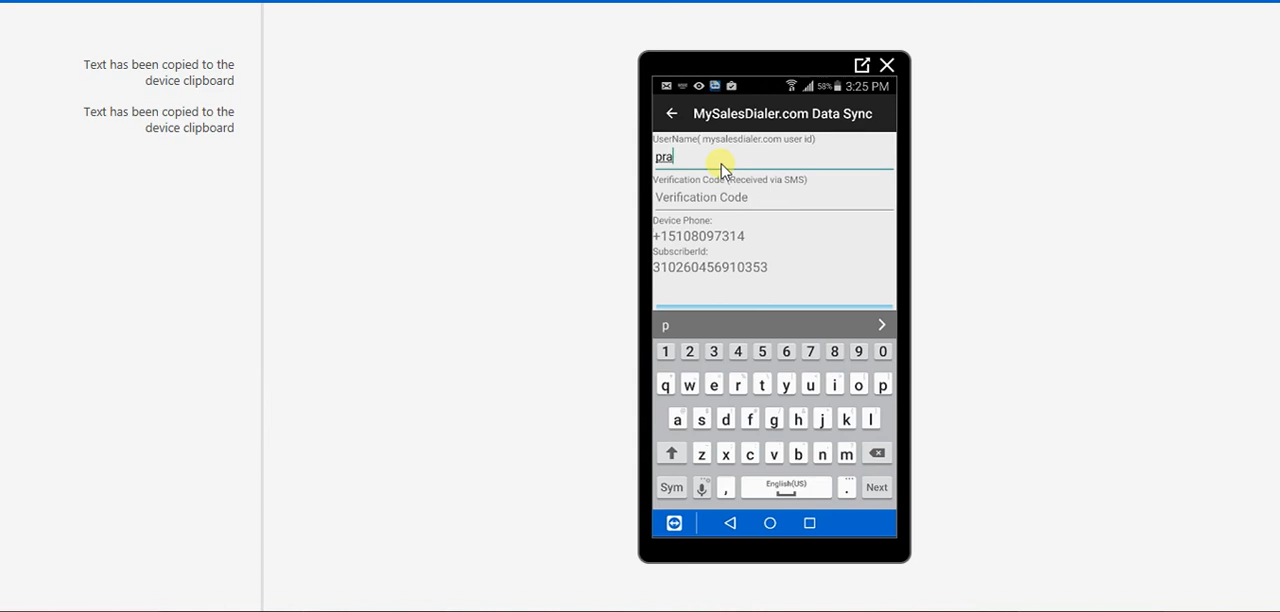 Text has been copied to the
device clipboard
Text has been copied to the
device clipboard
58% 3:25 PM
MySalesDialer.com Data Sync
UserName( mysalesdialer.com user id)
pra
Verification Code (Received via SMS)
Verification Code
Device Phone:
+15108097314
SubscriberId:
310260456910353
p
1 2 3 4 5 6 7 8 9 0
q w e r t y u i o p
a s d f g h j k l
z x c v b n m
Sym , English(US) . Next